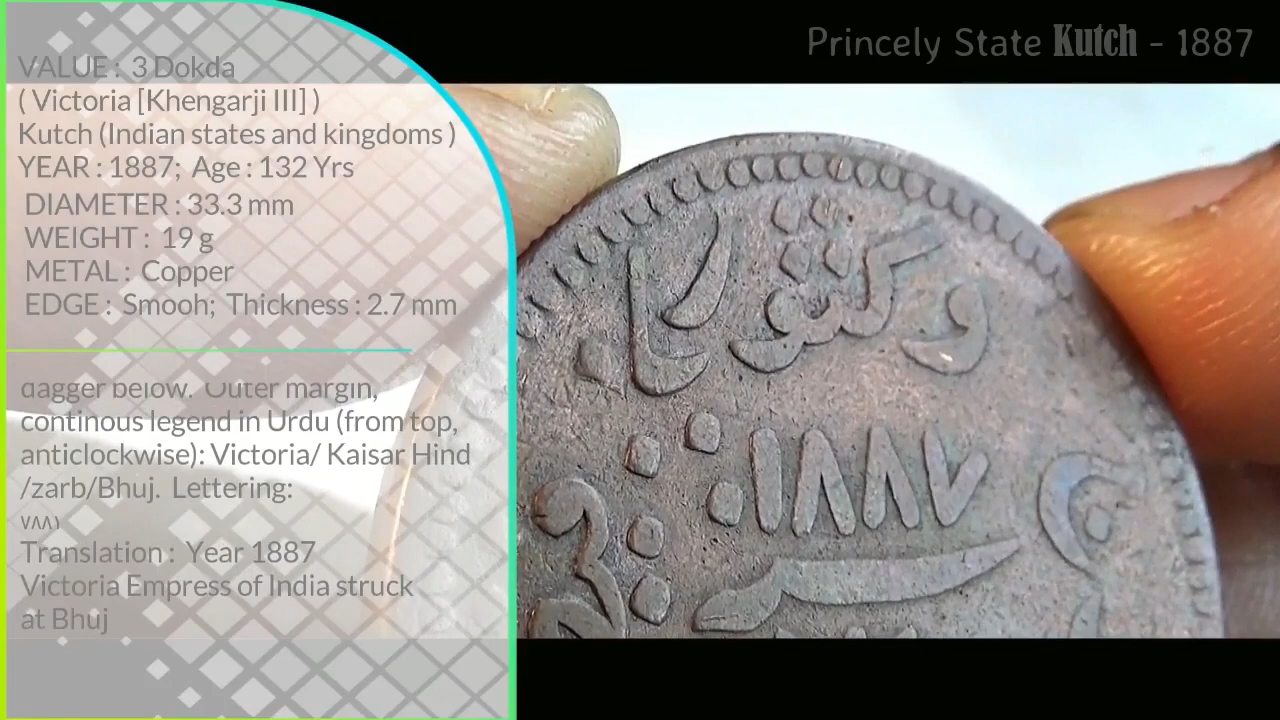 Princely State Kutch - 1887
VALUE : 3 Dokda
( Victoria [Khengarji III] )
Kutch (Indian states and kingdoms )
YEAR : 1887; Age : 132 Yrs
DIAMETER : 33.3 mm
WEIGHT : 19 g
METAL : Copper
EDGE : Smooh; Thickness : 2.7 mm
dagger below. Outer margin,
continous legend in Urdu (from top,
anticlockwise): Victoria/ Kaisar Hind
/zarb/Bhuj. Lettering:
٧٨٨١
Translation : Year 1887
Victoria Empress of India struck
at Bhuj
وكتوريا
١٨٨٧